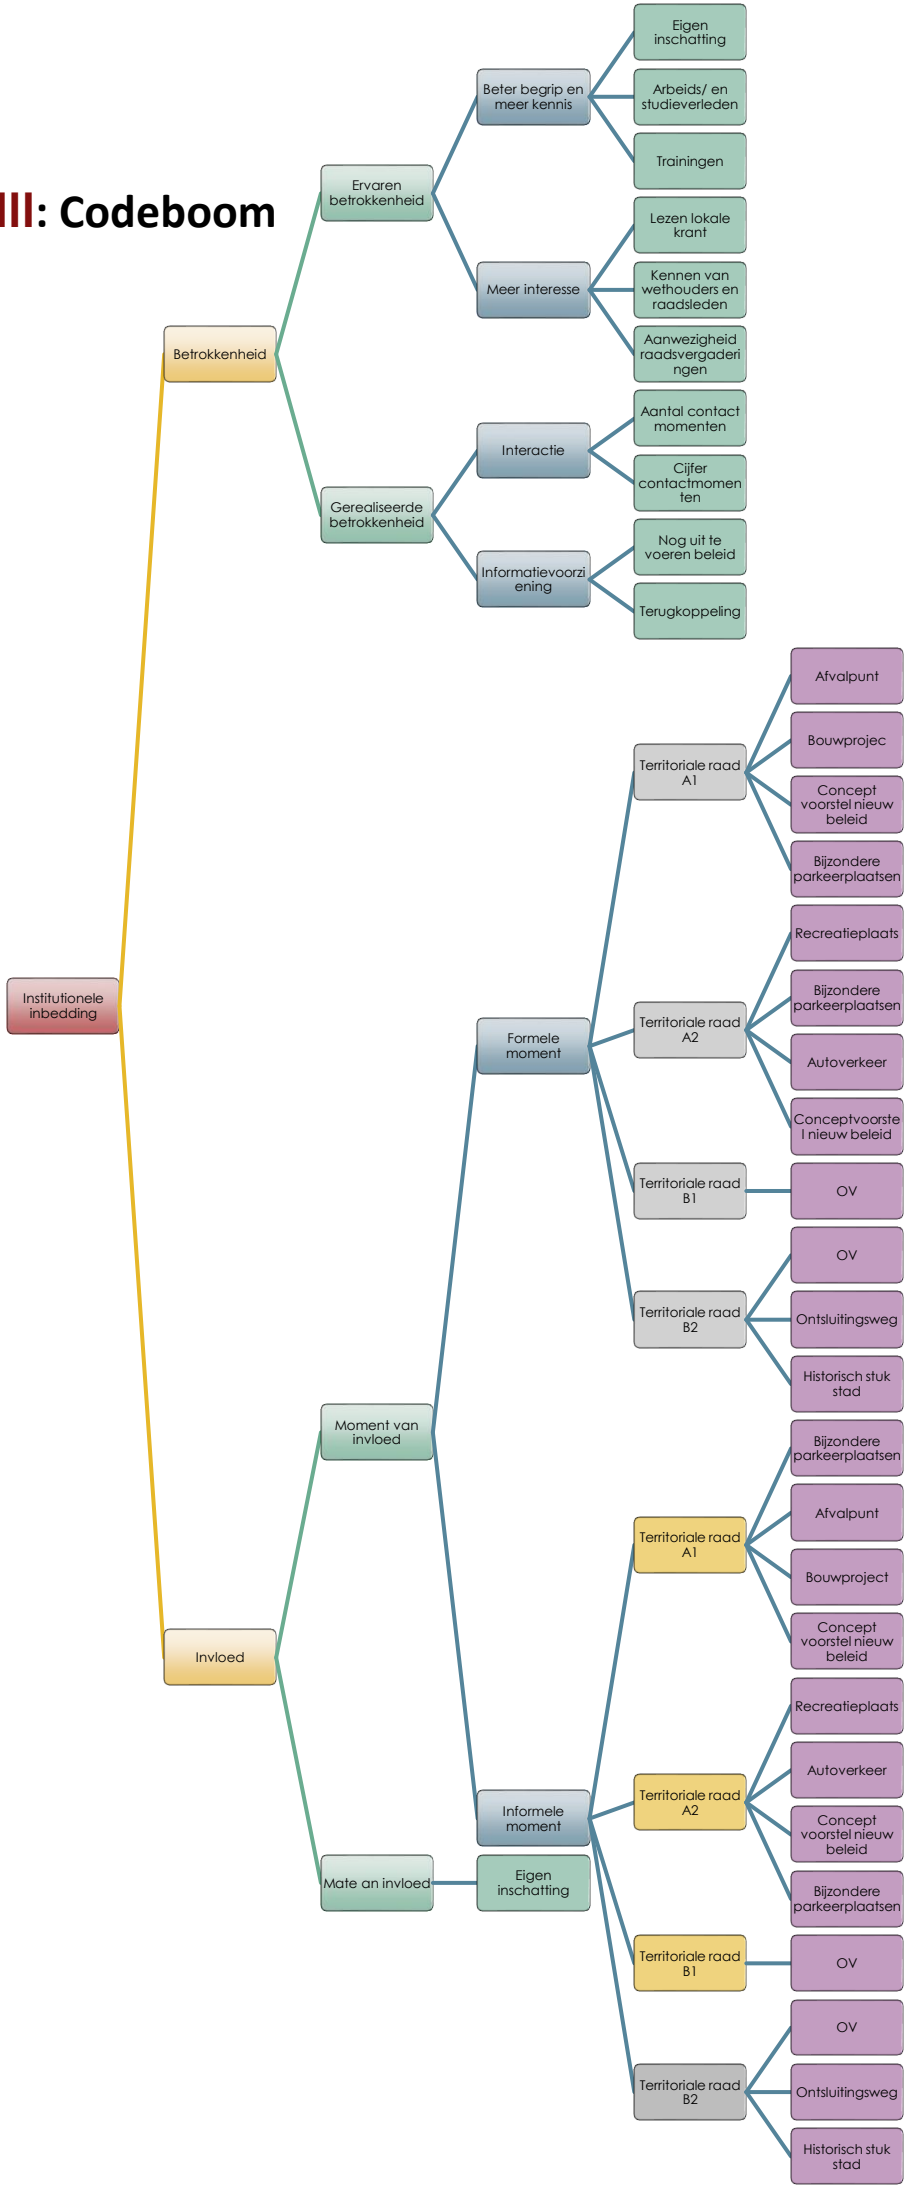 III: Codeboom
Institutionele
inbedding
Betrokkenheid
Ervaren
betrokkenheid
Beter begrip en
meer kennis
Eigen
inschatting
Arbeids/ en
studieverleden
Trainingen
Meer interesse
Lezen lokale
krant
Kennen van
wethouders en
raadsleden
Aanwezigheid
raadsvergaderi
ngen
Gerealiseerde
betrokkenheid
Interactie
Aantal contact
momenten
Cijfer
contactmomen
ten
Informatievoorzi
ening
Nog uit te
voeren beleid
Terugkoppeling
Invloed
Moment van
invloed
Formele
moment
Territoriale raad
A1
Afvalpunt
Bouwprojec
Concept
voorstel nieuw
beleid
Bijzondere
parkeerplaatsen
Territoriale raad
A2
Recreatieplaats
Bijzondere
parkeerplaatsen
Autoverkeer
Conceptvoorste
l nieuw beleid
Territoriale raad
B1
OV
Territoriale raad
B2
OV
Ontsluitingsweg
Historisch stuk
stad
Informele
moment
Territoriale raad
A1
Bijzondere
parkeerplaatsen
Afvalpunt
Bouwproject
Concept
voorstel nieuw
beleid
Territoriale raad
A2
Recreatieplaats
Autoverkeer
Concept
voorstel nieuw
beleid
Bijzondere
parkeerplaatsen
Territoriale raad
B1
OV
Territoriale raad
B2
OV
Ontsluitingsweg
Historisch stuk
stad
Mate an invloed
Eigen
inschatting